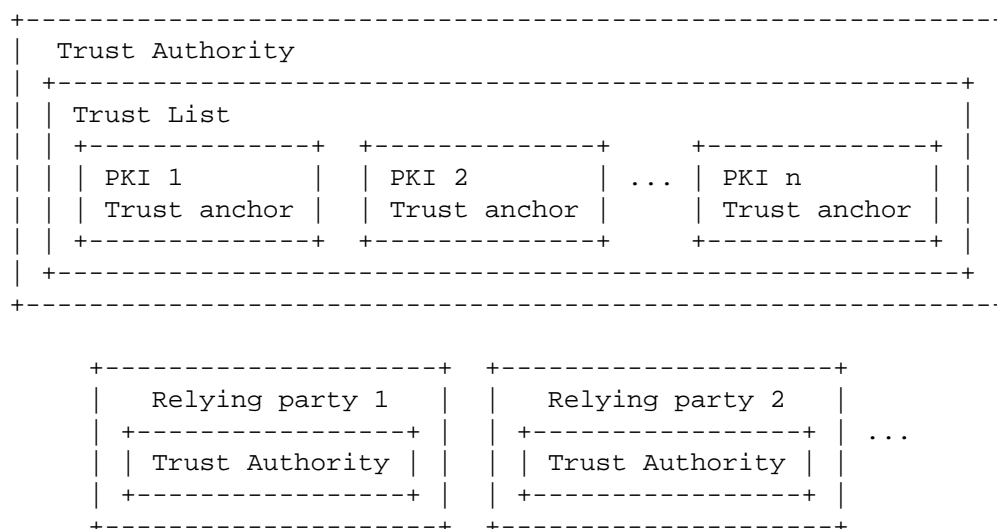 Trust Authority
Trust List
PKI 1 PKI 2 ... PKI n
Trust anchor Trust anchor Trust anchor
Relying party 1 Relying party 2
...
Trust Authority Trust Authority